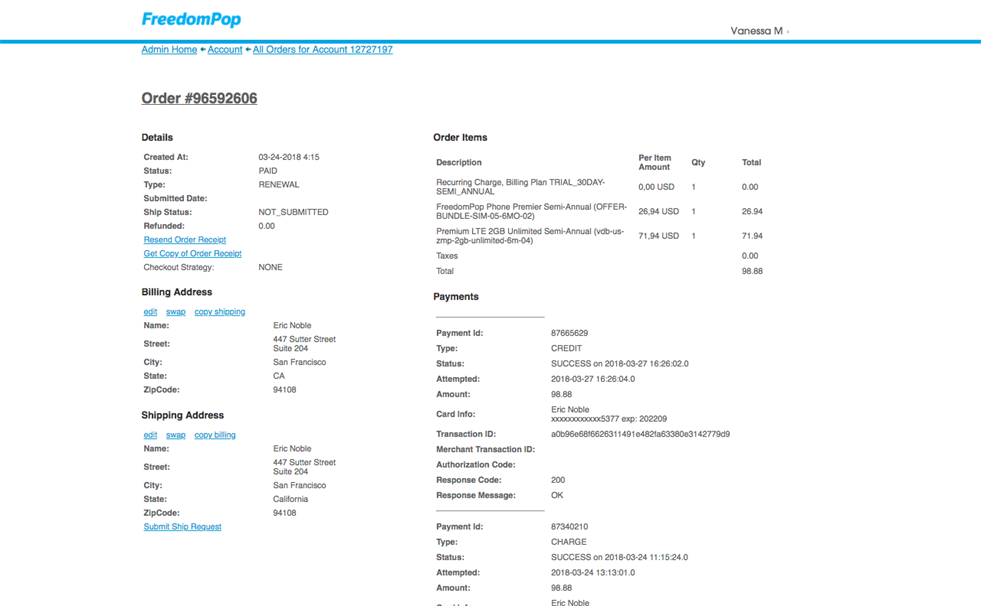 FreedomPop
Vanessa M
Admin Home Account All Orders for Account 12727197
Order #96592606
Details
Created At: 03-24-2018 4:15
Status: PAID
Type: RENEWAL
Submitted Date:
Ship Status: NOT_SUBMITTED
Refunded: 0.00
Resend Order Receipt
Get Copy of Order Receipt
Checkout Strategy: NONE
Billing Address
edit swap copy shipping
Name: Eric Noble
Street: 447 Sutter Street
Suite 204
City: San Francisco
State: CA
ZipCode: 94108
Shipping Address
edit swap copy billing
Name: Eric Noble
Street: 447 Sutter Street
Suite 204
City: San Francisco
State: California
ZipCode: 94108
Submit Ship Request
Order Items
Description Per Item Amount Qty Total
Recurring Charge, Billing Plan TRIAL_30DAY-
SEMI_ANNUAL 0,00 USD 1 0.00
FreedomPop Phone Premier Semi-Annual (OFFER-
BUNDLE-SIM-05-6MO-02) 26,94 USD 1 26.94
Premium LTE 2GB Unlimited Semi-Annual (vdb-us-
zmp-2gb-unlimited-6m-04) 71,94 USD 1 71.94
Taxes 0.00
Total 98.88
Payments
Payment Id: 87665629
Type: CREDIT
Status: SUCCESS on 2018-03-27 16:26:02.0
Attempted: 2018-03-27 16:26:04.0
Amount: 98.88
Card Info: Eric Noble
xxxxxxxxxxxx5377 exp: 202209
Transaction ID: a0b96e68f6626311491e482fa63380e3142779d9
Merchant Transaction ID:
Authorization Code:
Response Code: 200
Response Message: OK
Payment Id: 87340210
Type: CHARGE
Status: SUCCESS on 2018-03-24 11:15:24.0
Attempted: 2018-03-24 13:13:01.0
Amount: 98.88
Card Info: Eric Noble